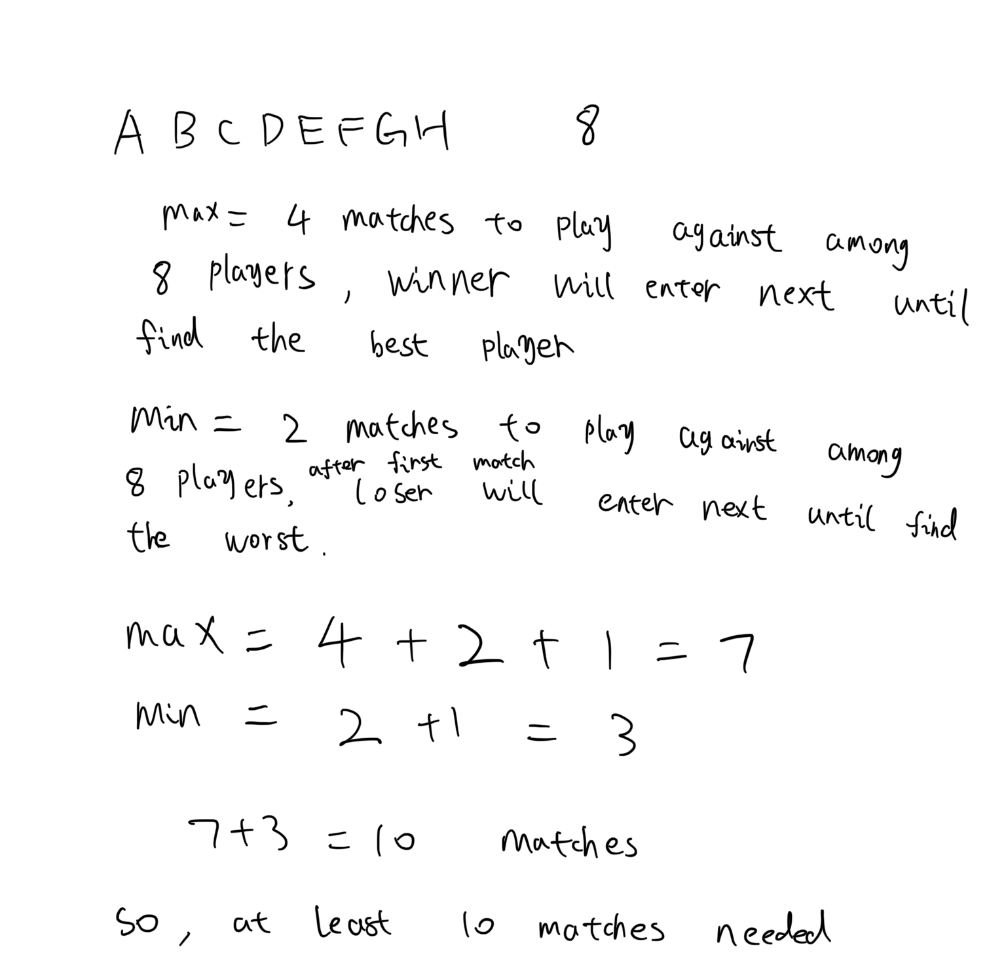 A B C D E F G H 8
max = 4 matches to play against among
8 players, winner will enter next until
find the best player
Min = 2 matches to play against among
8 players, after first match loser will enter next until find
the worst.
max = 4 + 2 + 1 = 7
Min = 2 + 1 = 3
7+3 = 10 matches
So, at least 10 matches needed